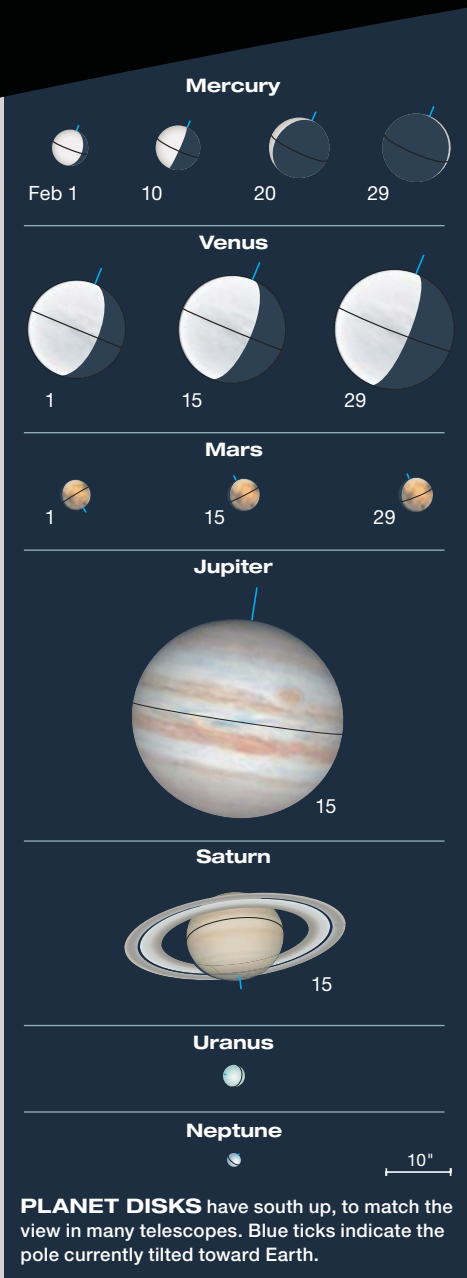 Mercury
Feb 1 10 20 29
Venus
1 15 29
Mars
1 15 29
Jupiter
15
Saturn
15
Uranus
Neptune
10"
PLANET DISKS have south up, to match the
view in many telescopes. Blue ticks indicate the
pole currently tilted toward Earth.